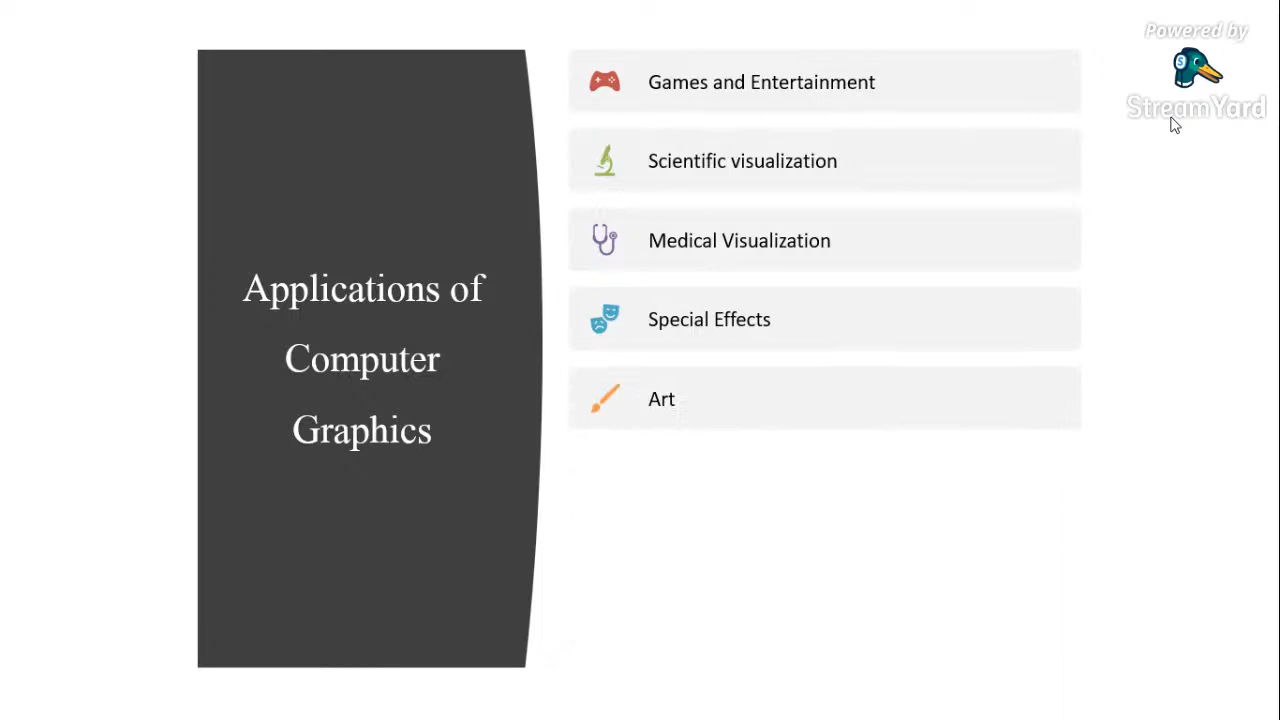 Applications of
Computer
Graphics
Games and Entertainment
Scientific visualization
Medical Visualization
Special Effects
Art
Powered by
S
StreamYard